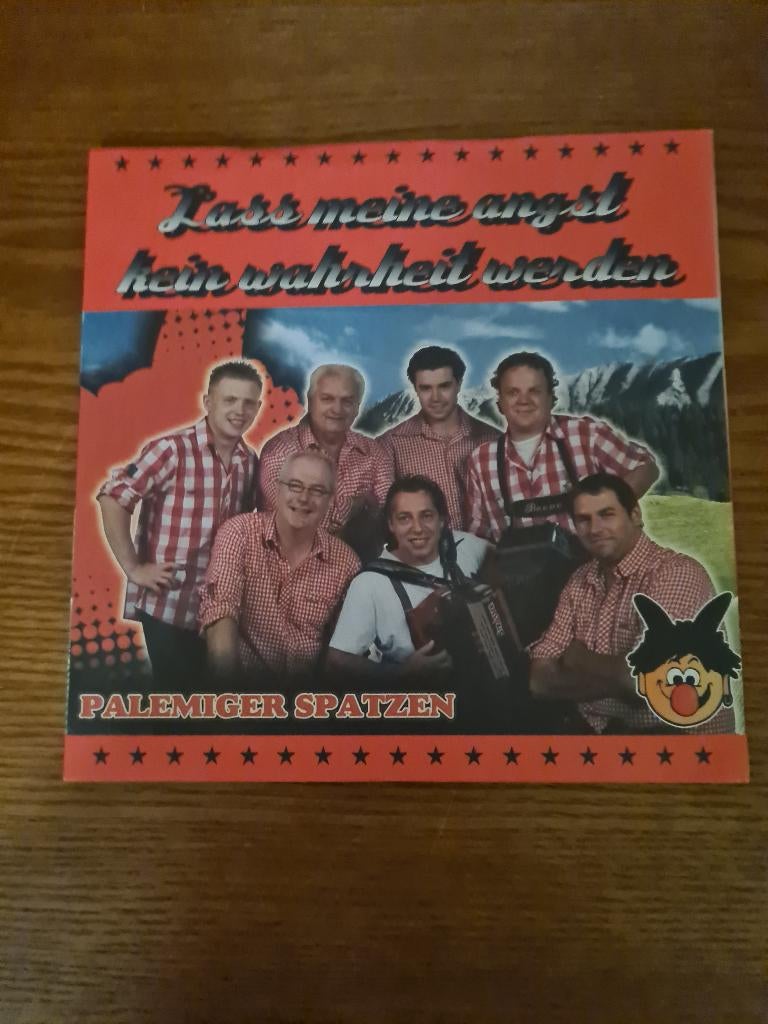 Lass meine angst
kein wahrheit werden
PALEMIGER SPATZEN